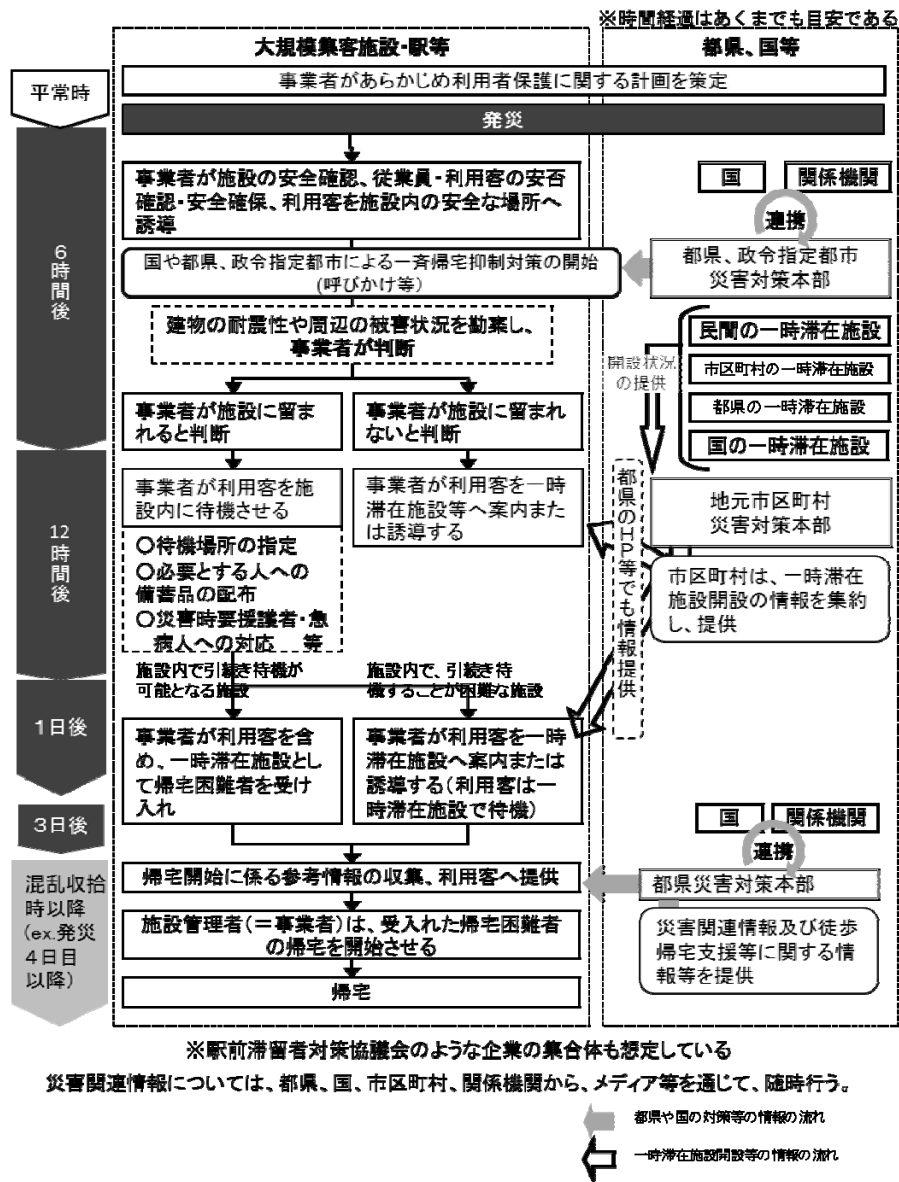 ※時間経過はあくまでも目安である
大規模集客施設・駅等
都県、国等
平常時
事業者があらかじめ利用者保護に関する計画を策定
発災
6時間後
事業者が施設の安全確認、従業員・利用客の安否
確認・安全確保、利用客を施設内の安全な場所へ
誘導
国
関係機関
連携
国や都県、政令指定都市による一斉帰宅抑制対策の開始
(呼びかけ等)
都県、政令指定都市
災害対策本部
建物の耐震性や周辺の被害状況を勘案し、
事業者が判断
開設状況
の提供
民間の一時滞在施設
市区町村の一時滞在施設
都県の一時滞在施設
国の一時滞在施設
事業者が施設に留ま
れると判断
事業者が施設に留まれ
ないと判断
12時間後
事業者が利用客を施
設内に待機させる
事業者が利用客を一時
滞在施設等へ案内また
は誘導する
都県のHP等でも情報提供
地元市区町村
災害対策本部
○待機場所の指定
○必要とする人への
備蓄品の配布
○災害時要援護者・急
病人への対応 等
市区町村は、一時滞在
施設開設の情報を集約
し、提供
施設内で引続き待機が
可能となる施設
施設内で、引続き待
機することが困難な施設
1日後
事業者が利用客を含
め、一時滞在施設とし
て帰宅困難者を受け
入れ
事業者が利用客を一時
滞在施設へ案内または
誘導する(利用客は一
時滞在施設で待機)
3日後
国
関係機関
連携
混乱収拾
時以降
(ex.発災
4日目
以降)
帰宅開始に係る参考情報の収集、利用客へ提供
都県災害対策本部
施設管理者(=事業者)は、受入れた帰宅困難者
の帰宅を開始させる
災害関連情報及び徒歩
帰宅支援等に関する情
報等を提供
帰宅
※駅前滞留者対策協議会のような企業の集合体も想定している
災害関連情報については、都県、国、市区町村、関係機関から、メディア等を通じて、随時行う。
都県や国の対策等の情報の流れ
一時滞在施設開設等の情報の流れ